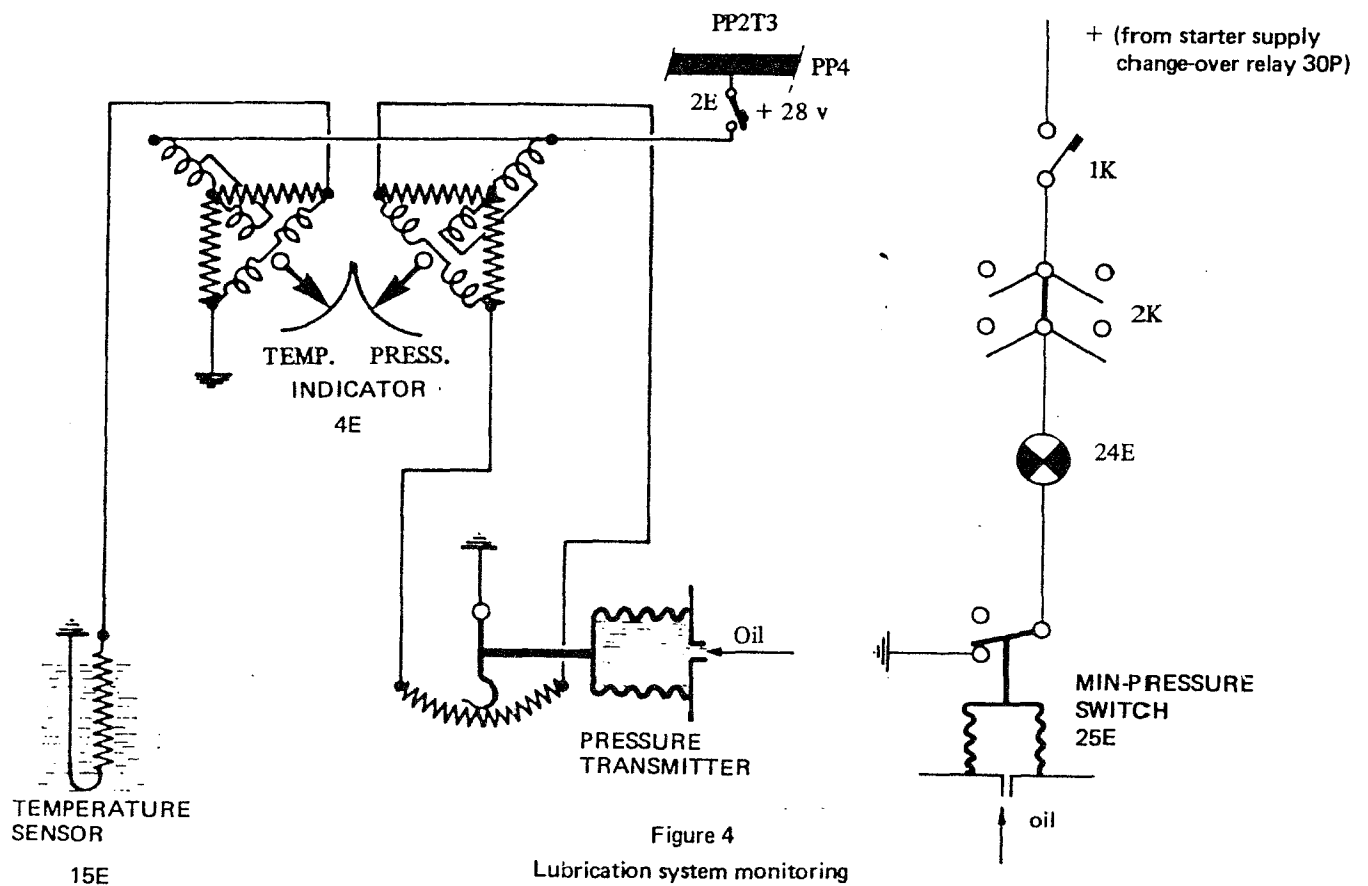 PP2T3
PP4
2E
+ 28 v
+ (from starter supply
change-over relay 30P)
1K
2K
TEMP. PRESS.
INDICATOR
4E
24E
Oil
MIN-PRESSURE
SWITCH
25E
PRESSURE
TRANSMITTER
TEMPERATURE
SENSOR
15E
oil
Figure 4
Lubrication system monitoring